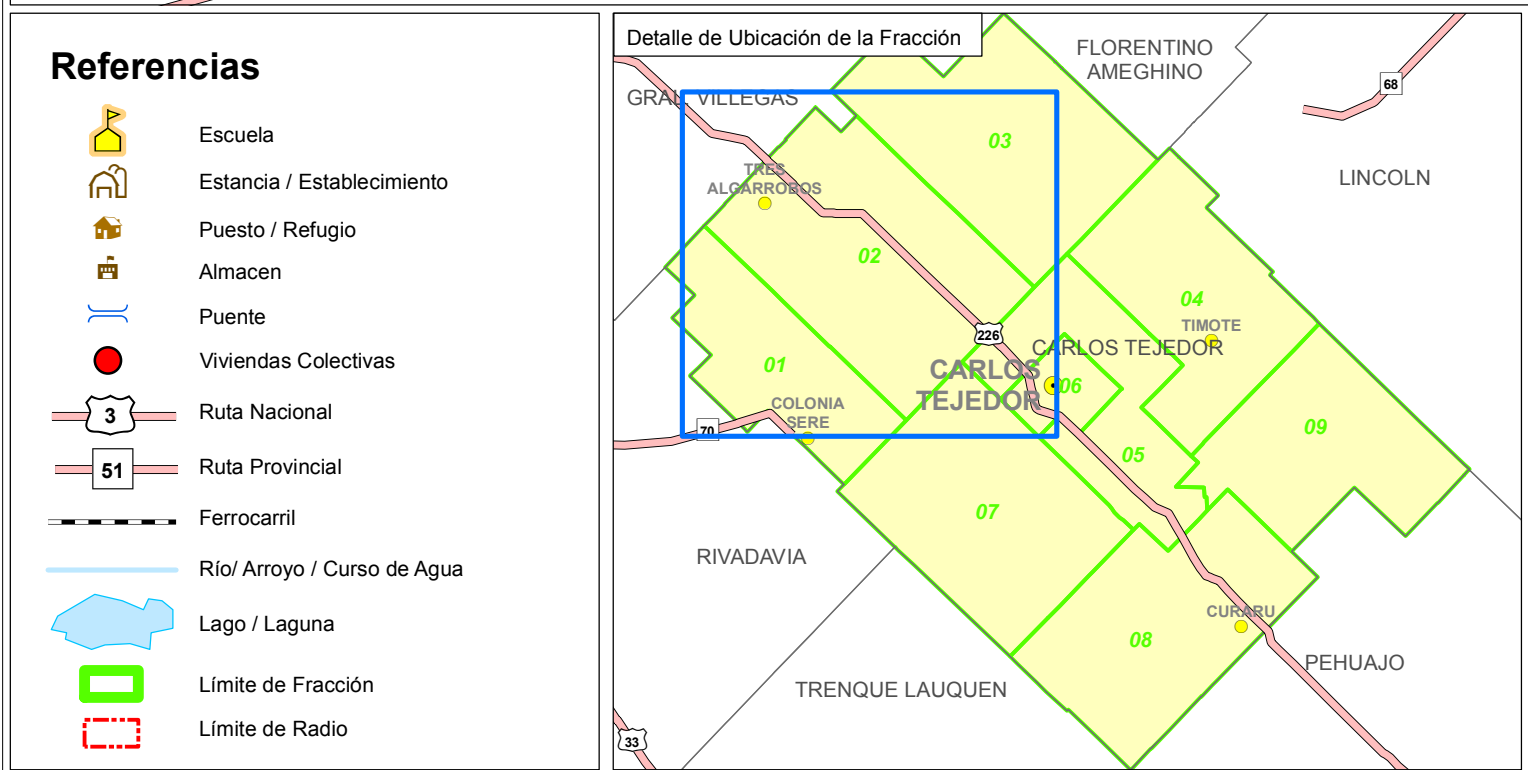 Referencias
Escuela
Estancia / Establecimiento
Puesto / Refugio
Almacen
Puente
Viviendas Colectivas
3
Ruta Nacional
51
Ruta Provincial
Ferrocarril
Río/ Arroyo / Curso de Agua
Lago / Laguna
Límite de Fracción
Límite de Radio
Detalle de Ubicación de la Fracción
FLORENTINO
AMEGHINO
68
GRAL. VILLEGAS
03
TRES
ALGARROBOS
LINCOLN
02
04
TIMOTE
226
CARLOS TEJEDOR
01
CARLOS
TEJEDOR
06
COLONIA
SERE
70
09
05
07
RIVADAVIA
CURARU
08
PEHUAJO
TRENQUE LAUQUEN
33